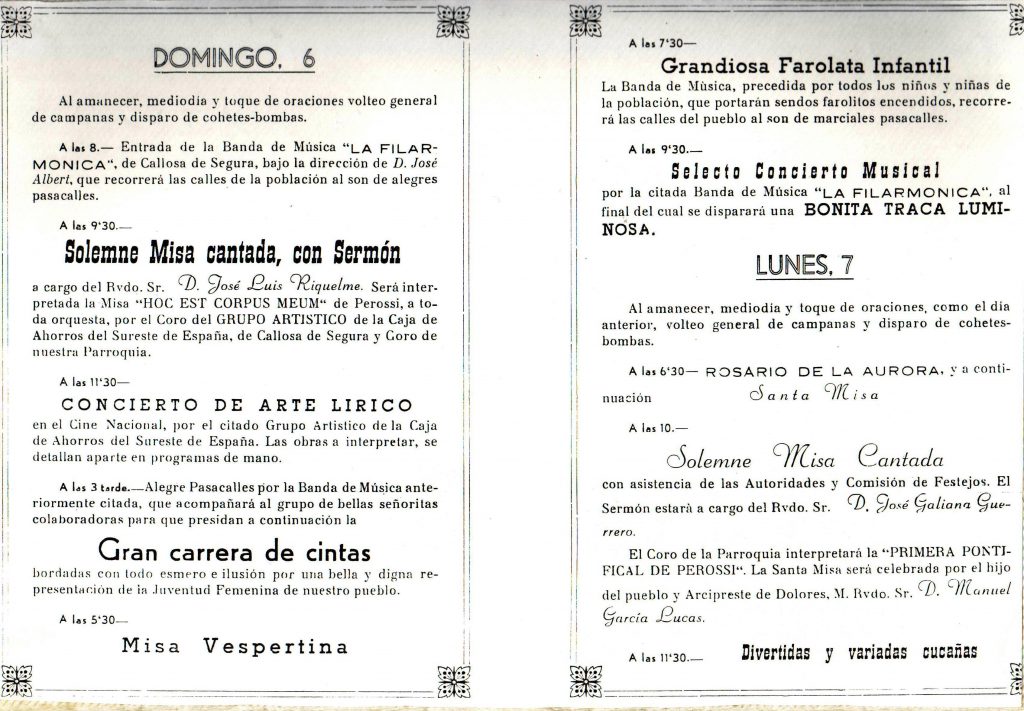 DOMINGO, 6
Al amanecer, mediodía y toque de oraciones volteo general
de campanas y disparo de cohetes-bombas.
A las 8.— Entrada de la Banda de Música "LA FILAR-
MONICA", de Callosa de Segura, bajo la dirección de D. José
Albert, que recorrerá las calles de la población al son de alegres
pasacalles.
A las 9'30.—
Solemne Misa cantada, con Sermón
a cargo del Rvdo. Sr. D. José Luis Riquelme. Será inter-
pretada la Misa "HOC EST CORPUS MEUM" de Perossi, a to-
da orquesta, por el Coro del GRUPO ARTISTICO de la Caja de
Ahorros del Sureste de España, de Callosa de Segura y Coro de
nuestra Parroquia.
A las 11'30—
CONCIERTO DE ARTE LIRICO
en el Cine Nacional, por el citado Grupo Artístico de la Caja
de Ahorros del Sureste de España. Las obras a interpretar, se
detallan aparte en programas de mano.
A las 3 tarde.—Alegre Pasacalles por la Banda de Música ante-
riormente citada, que acompañará al grupo de bellas señoritas
colaboradoras para que presidan a continuación la
Gran carrera de cintas
bordadas con todo esmero e ilusión por una bella y digna re-
presentación de la Juventud Femenina de nuestro pueblo.
A las 5'30—
Misa Vespertina
A las 7'30—
Grandiosa Farolata Infantil
La Banda de Mùsica, precedida por todos los niños y niñas de
la población, que portarán sendos farolitos encendidos, recorre-
rá las calles del pueblo al son de marciales pasacalles.
A las 9'30.—
Selecto Concierto Musical
por la citada Banda de Música "LA FILARMONICA", al
final del cual se disparará una BONITA TRACA LUMI-
NOSA.
LUNES, 7
Al amanecer, mediodía y toque de oraciones, como el día
anterior, volteo general de campanas y disparo de cohetes-
bombas.
A las 6'30— ROSARIO DE LA AURORA, y a conti-
nuación Santa Misa
A las 10.—
Solemne Misa Cantada
con asistencia de las Autoridades y Comisión de Festejos. El
Sermón estará a cargo del Rvdo. Sr. D. José Galiana Gue-
rrero.
El Coro de la Parroquia interpretará la "PRIMERA PONTI-
FICAL DE PEROSSI". La Santa Misa será celebrada por el hijo
del pueblo y Arcipreste de Dolores, M. Rvdo. Sr. D. Manuel
García Lucas.
A las 11'30.— Divertidas y variadas cucañas